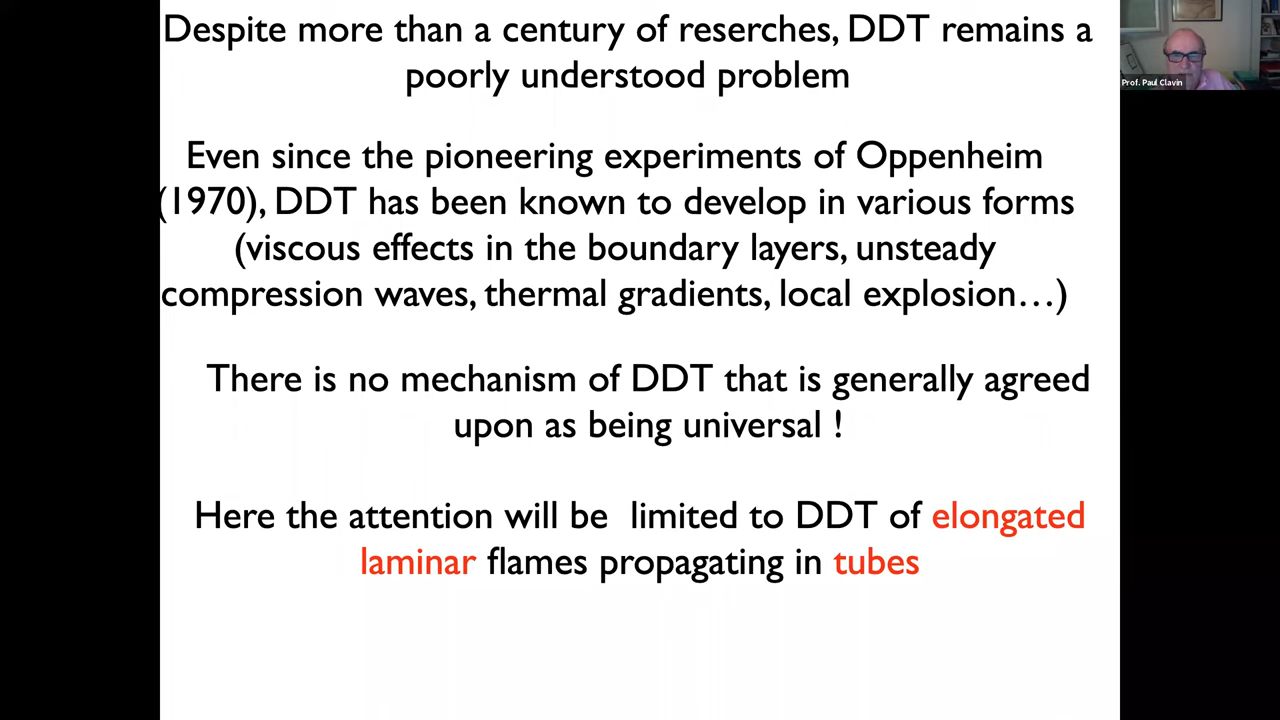 Despite more than a century of reserches, DDT remains a
poorly understood problem
Even since the pioneering experiments of Oppenheim
(1970), DDT has been known to develop in various forms
(viscous effects in the boundary layers, unsteady
compression waves, thermal gradients, local explosion…)
There is no mechanism of DDT that is generally agreed
upon as being universal !
Here the attention will be  limited to DDT of elongated
laminar flames propagating in tubes
Prof. Paul Clavin